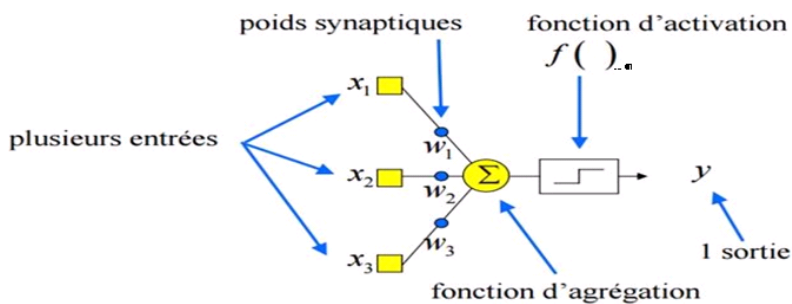 poids synaptiques
fonction d'activation
f ( )
x1
plusieurs entrées
w1
x2
Σ
y
w2
w3
x3
1 sortie
fonction d'agrégation